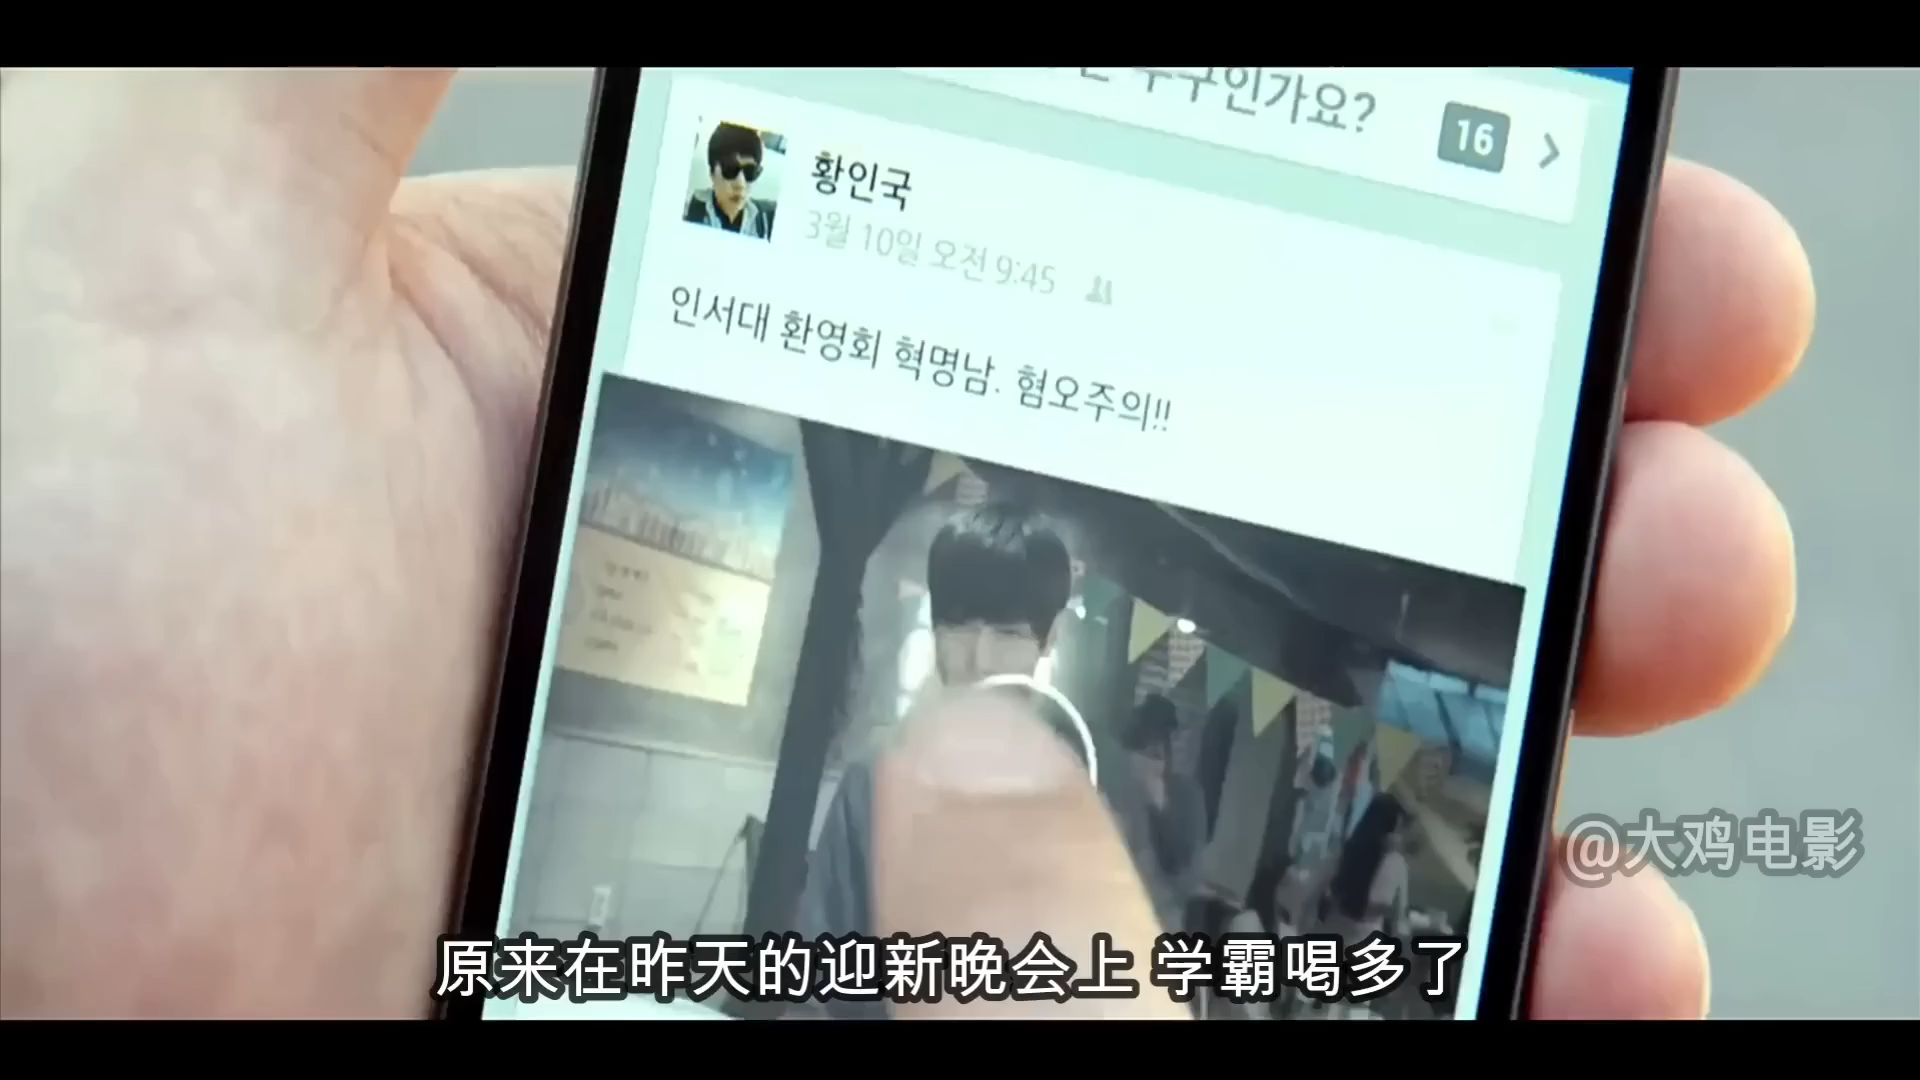 구인가요?
16
황인국
3월 10일 오전 9:45
인서대 환영회 혁명남. 혐오주의!!
@大鸡电影
原来在昨天的迎新晚会上 学霸喝多了